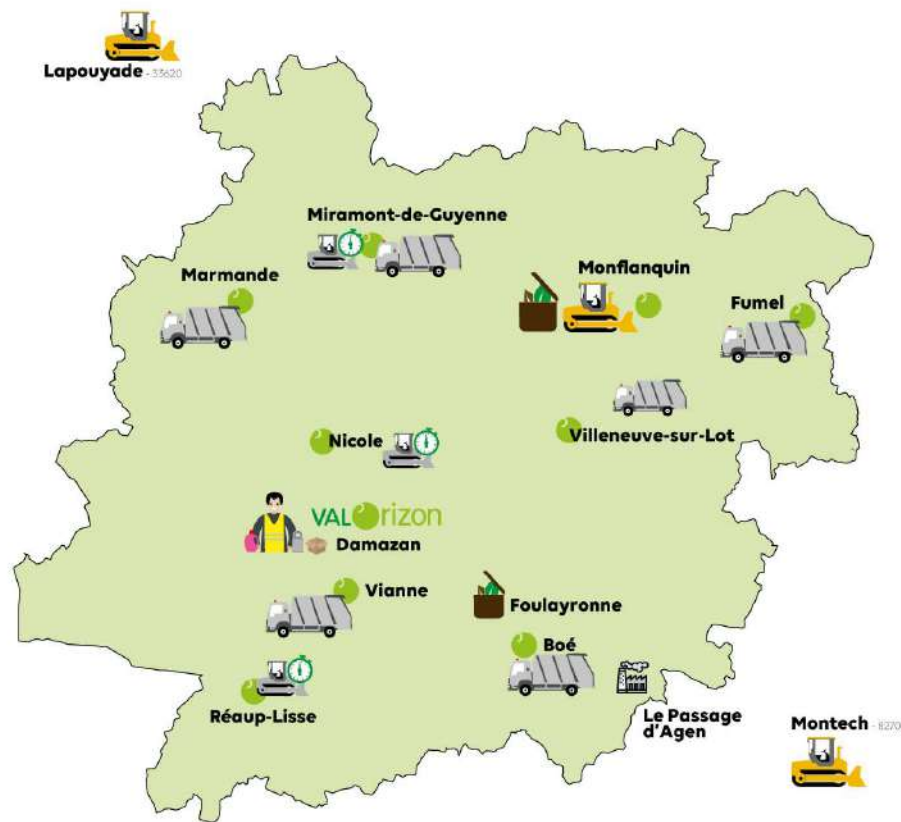 Lapouyade - 33620
Miramont-de-Guyenne
Marmande
Monflanquin
Fumel
Villeneuve-sur-Lot
Nicole
VALOrizon
Damazan
Vianne
Foulayronne
Boé
Réaup-Lisse
Le Passage
d'Agen
Montech - 8270